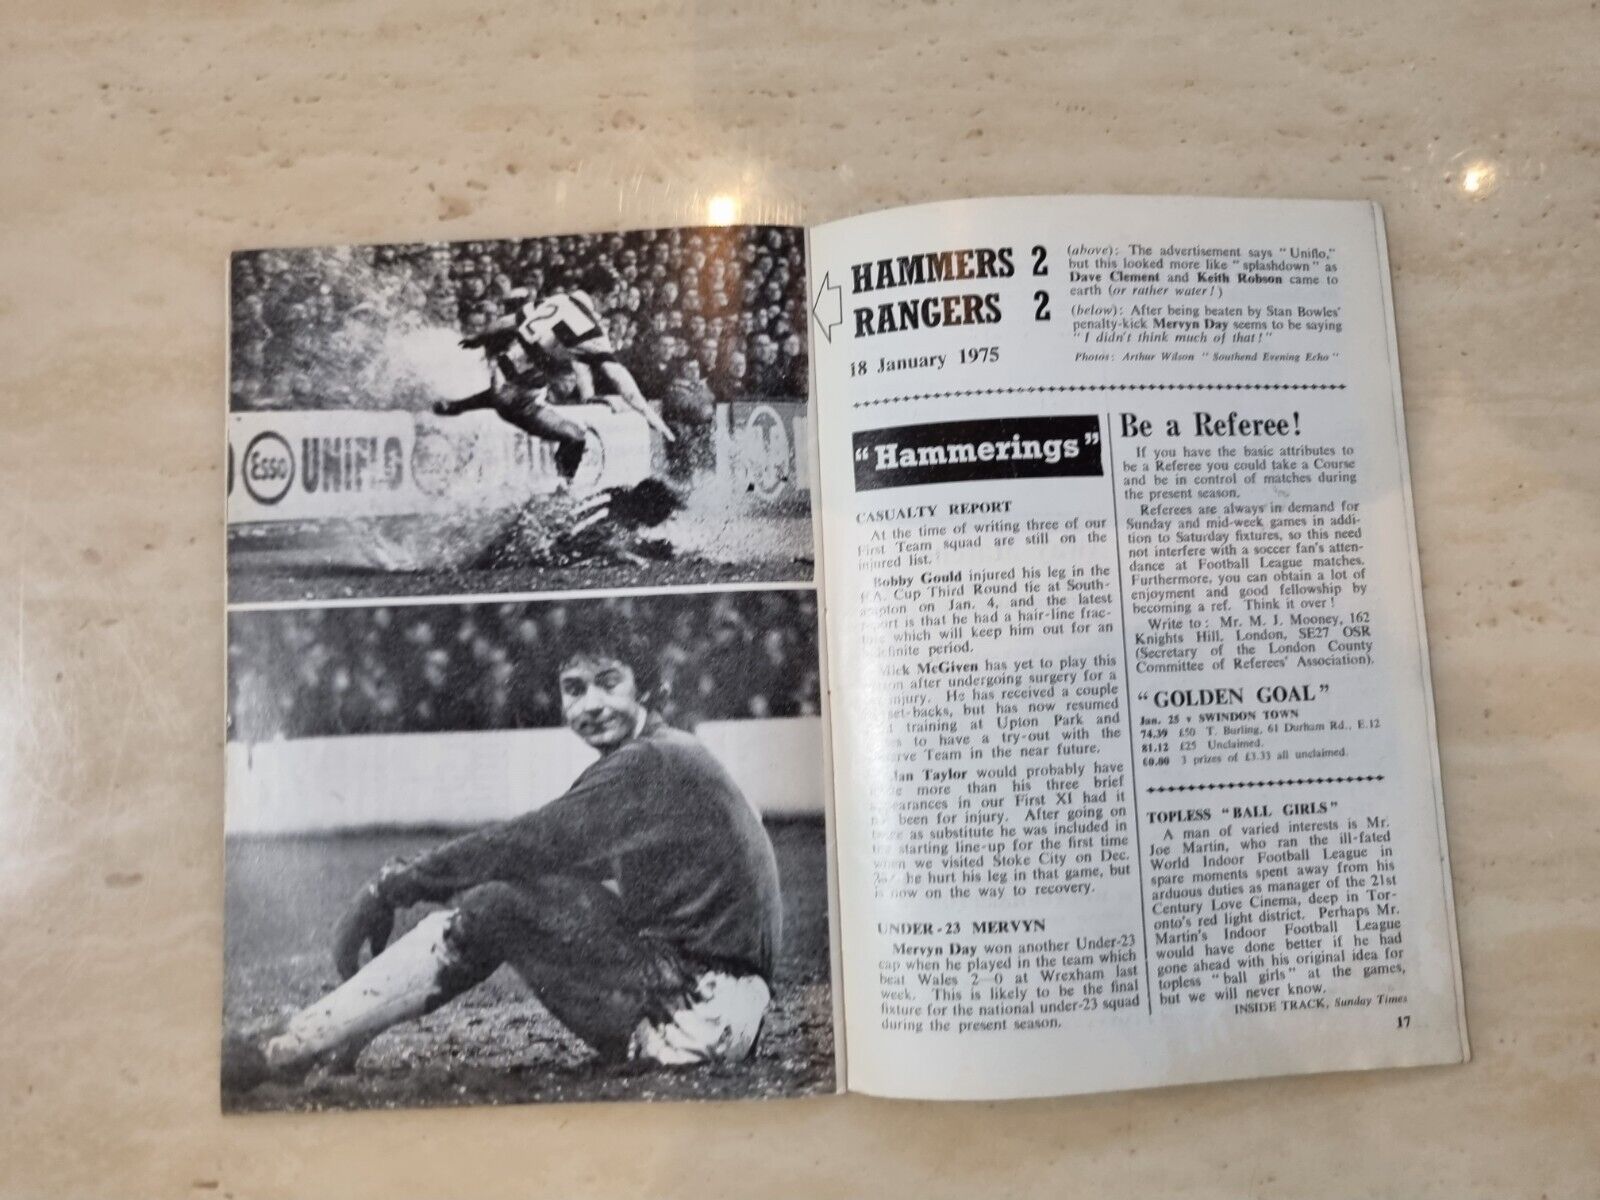 Esso UNIFLO
2
HAMMERS 2
RANGERS 2
18 January 1975
(above): The advertisement says "Uniflo,"
but this looked more like "splashdown" as
Dave Clement and Keith Robson came to
earth (or rather water!)
(below): After being beaten by Stan Bowles'
penalty-kick Mervyn Day seems to be saying
"I didn't think much of that!"
Photos: Arthur Wilson "Southend Evening Echo"
"Hammerings"
CASUALTY REPORT
At the time of writing three of our
First Team squad are still on the
injured list.
Bobby Gould injured his leg in the
F.A. Cup Third Round tie at South-
on Jan. 4, and the latest
is that he had a hair-line frac-
which will keep him out for an
period.
Mick McGiven has yet to play this
after undergoing surgery for a
injury. He has received a couple
set-backs, but has now resumed
training at Upton Park and
to have a try-out with the
Team in the near future.
Alan Taylor would probably have
more than his three brief
in our First XI had it
been for injury. After going on
as substitute he was included in
the starting line-up for the first time
when we visited Stoke City on Dec.
he hurt his leg in that game, but
is now on the way to recovery.
UNDER-23 MERVYN
Mervyn Day won another Under-23
cap when he played in the team which
beat Wales 2—0 at Wrexham last
week. This is likely to be the final
fixture for the national under-23 squad
during the present season.
Be a Referee!
If you have the basic attributes to
be a Referee you could take a Course
and be in control of matches during
the present season.
Referees are always in demand for
Sunday and mid-week games in addi-
tion to Saturday fixtures, so this need
not interfere with a soccer fan's atten-
dance at Football League matches.
Furthermore, you can obtain a lot of
enjoyment and good fellowship by
becoming a ref. Think it over!
Write to: Mr. M. J. Mooney, 162
Knights Hill, London, SE27 OSR
(Secretary of the London County
Committee of Referees' Association).
"GOLDEN GOAL"
Jan. 25 v SWINDON TOWN
74.39 £50 T. Burling, 61 Durham Rd., E.12
81.12 £25 Unclaimed.
3 prizes of £3.33 all unclaimed.
TOPLESS "BALL GIRLS"
A man of varied interests is Mr.
Joe Martin, who ran the ill-fated
World Indoor Football League in
spare moments spent away from his
arduous duties as manager of the 21st
Century Love Cinema, deep in Tor-
onto's red light district. Perhaps Mr.
Martin's Indoor Football League
would have done better if he had
gone ahead with his original idea for
topless "ball girls" at the games,
but we will never know.
INSIDE TRACK, Sunday Times
17